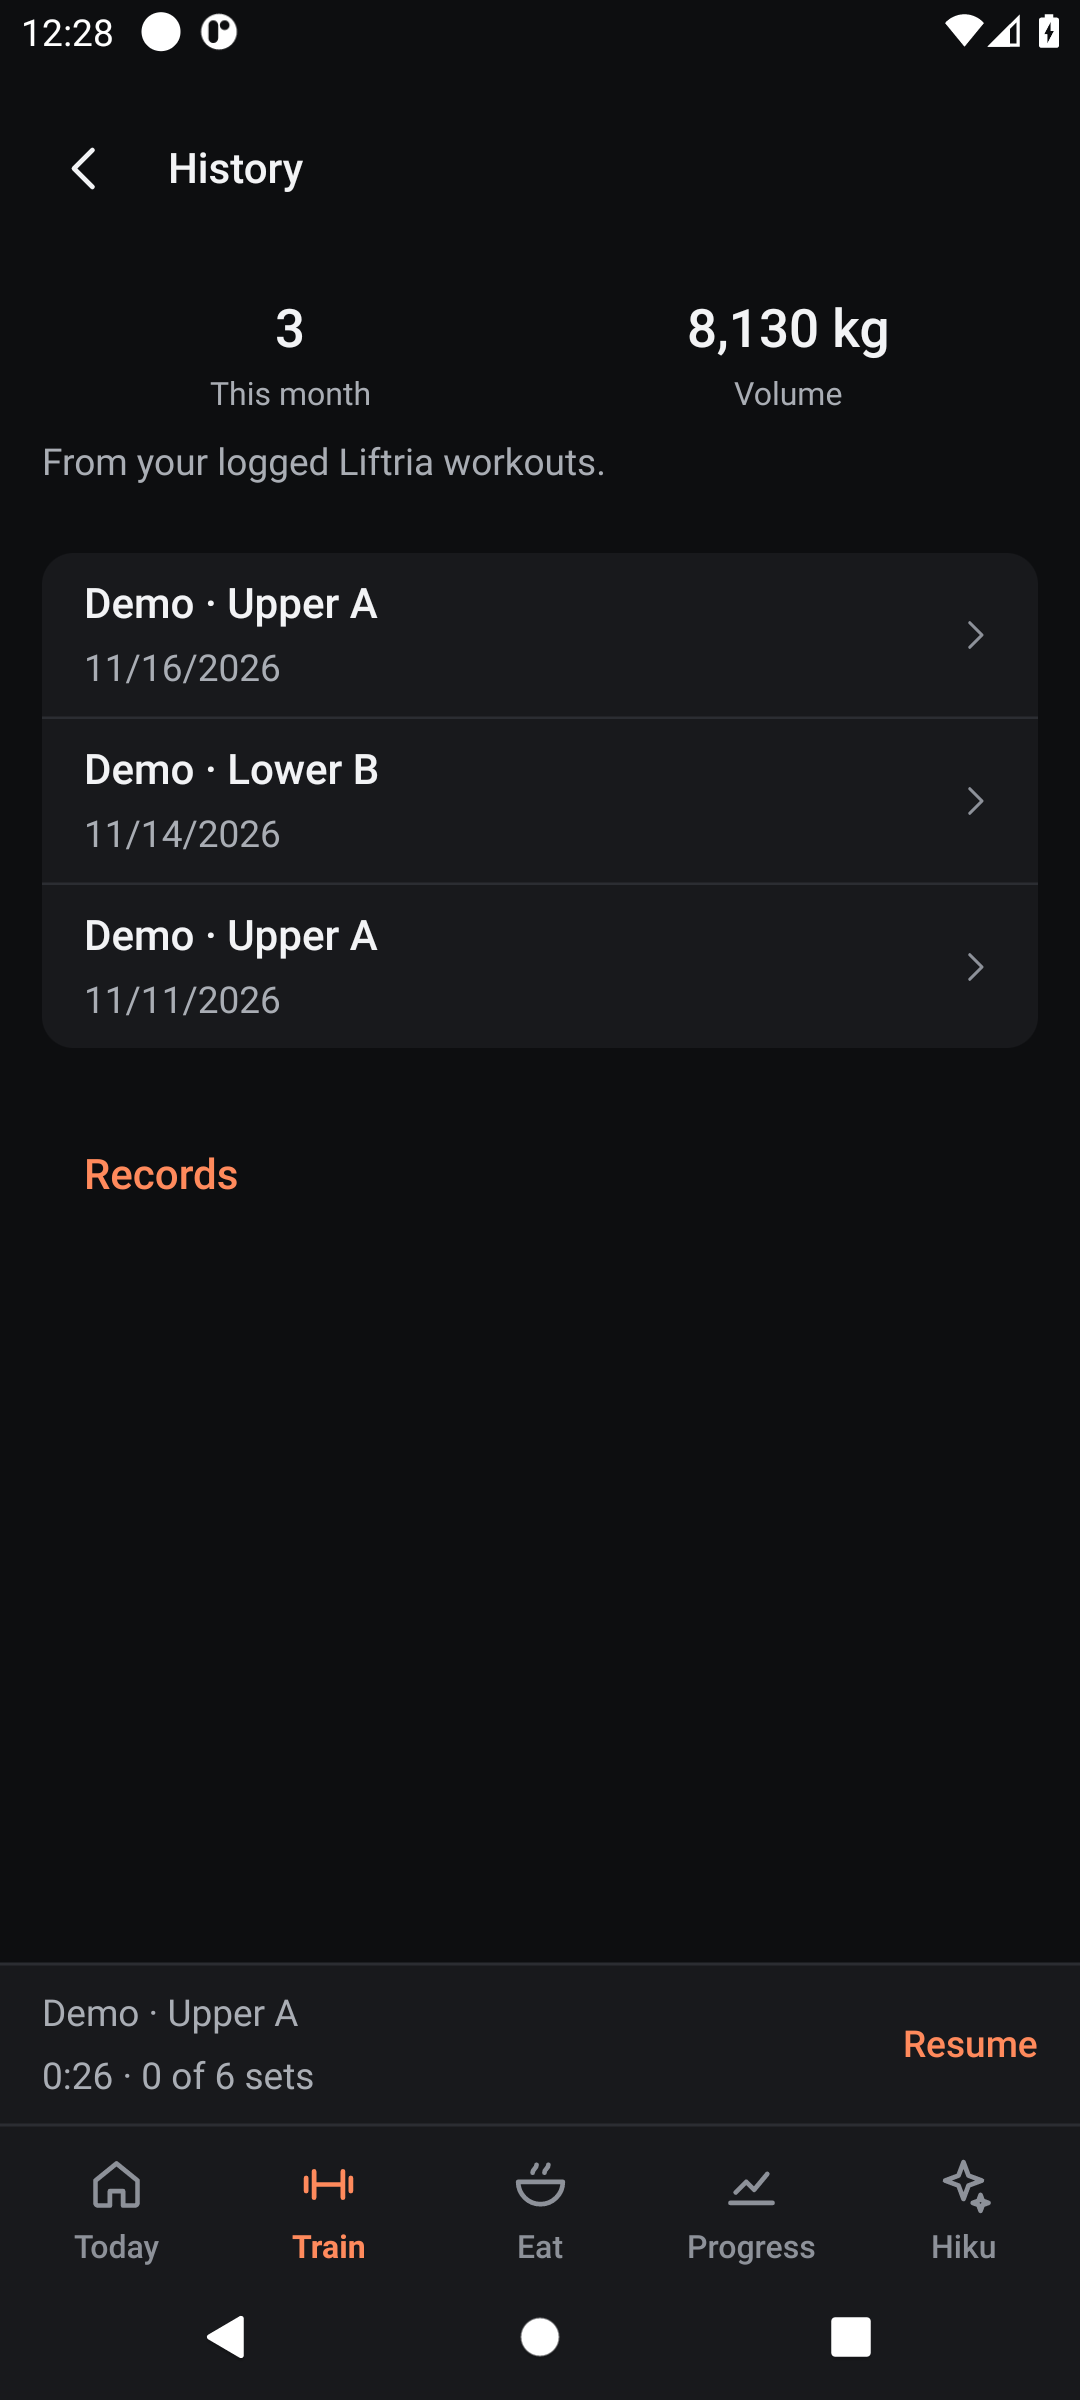 12:28
History
3
This month
8,130 kg
Volume
From your logged Liftria workouts.
Demo · Upper A
11/16/2026
Demo · Lower B
11/14/2026
Demo · Upper A
11/11/2026
Records
Demo · Upper A
0:26 · 0 of 6 sets
Resume
Today
Train
Eat
Progress
Hiku